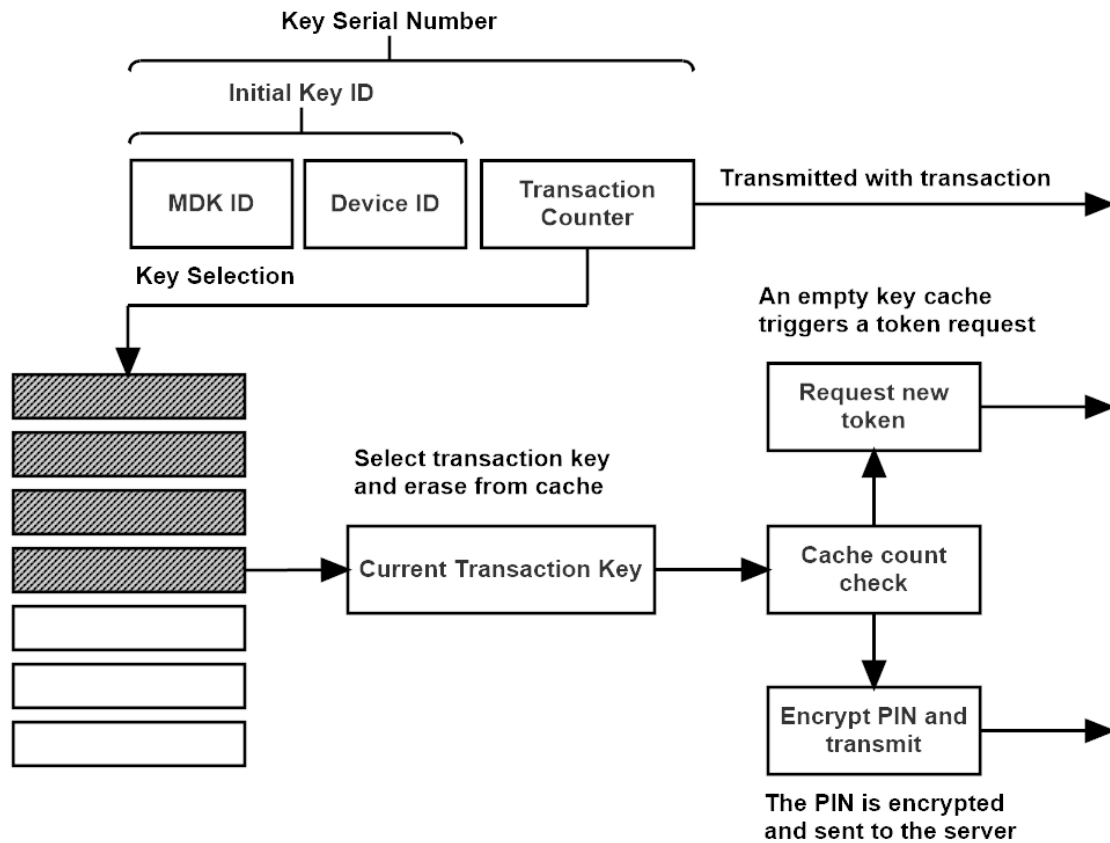 Key Serial Number
Initial Key ID
MDK ID
Device ID
Transaction
Counter
Transmitted with transaction
Key Selection
An empty key cache
triggers a token request
Request new
token
Select transaction key
and erase from cache
Current Transaction Key
Cache count
check
Encrypt PIN and
transmit
The PIN is encrypted
and sent to the server